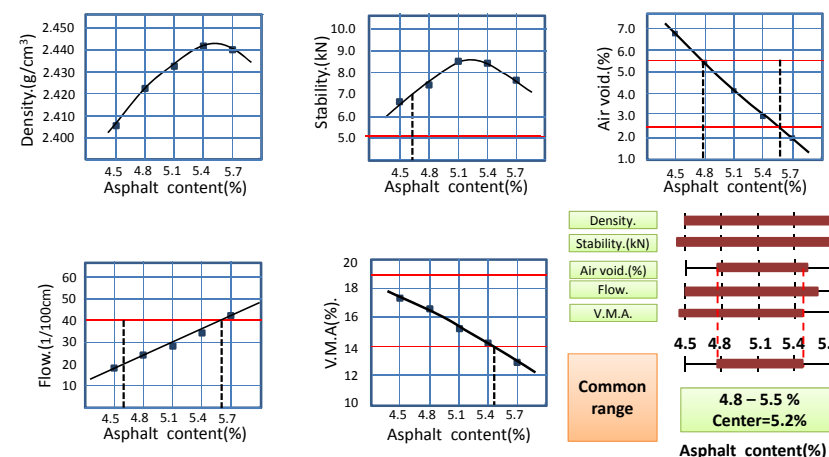 2.450
2.440
2.430
2.420
2.410
2.400
Density.(g/cm³)
4.5 4.8 5.1 5.4 5.7
Asphalt content(%)
10.0
9.0
8.0
7.0
6.0
5.0
Stability.(kN)
4.5 4.8 5.1 5.4 5.7
Asphalt content(%)
7.0
6.0
5.0
4.0
3.0
2.0
1.0
Air void.(%)
4.5 4.8 5.1 5.4 5.7
Asphalt content(%)
60
50
40
30
20
10
Flow.(1/100cm)
4.5 4.8 5.1 5.4 5.7
Asphalt content(%)
20
18
16
14
12
10
V.M.A(%).
4.5 4.8 5.1 5.4 5.7
Asphalt content(%)
Density.
Stability.(kN)
Air void.(%)
Flow.
V.M.A.
4.5 4.8 5.1 5.4 5.
Common
range
4.8 – 5.5 %
Center=5.2%
Asphalt content(%)